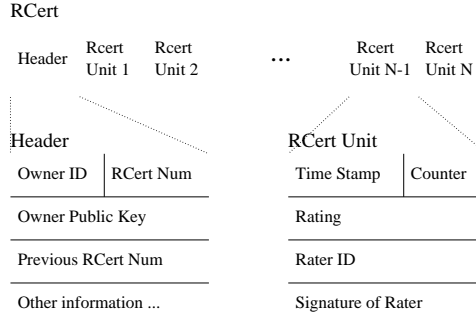 RCert
Header
Rcert Unit 1
Rcert Unit 2
...
Rcert Unit N-1
Rcert Unit N
Header
Owner ID
RCert Num
Owner Public Key
Previous RCert Num
Other information ...
RCert Unit
Time Stamp
Counter
Rating
Rater ID
Signature of Rater